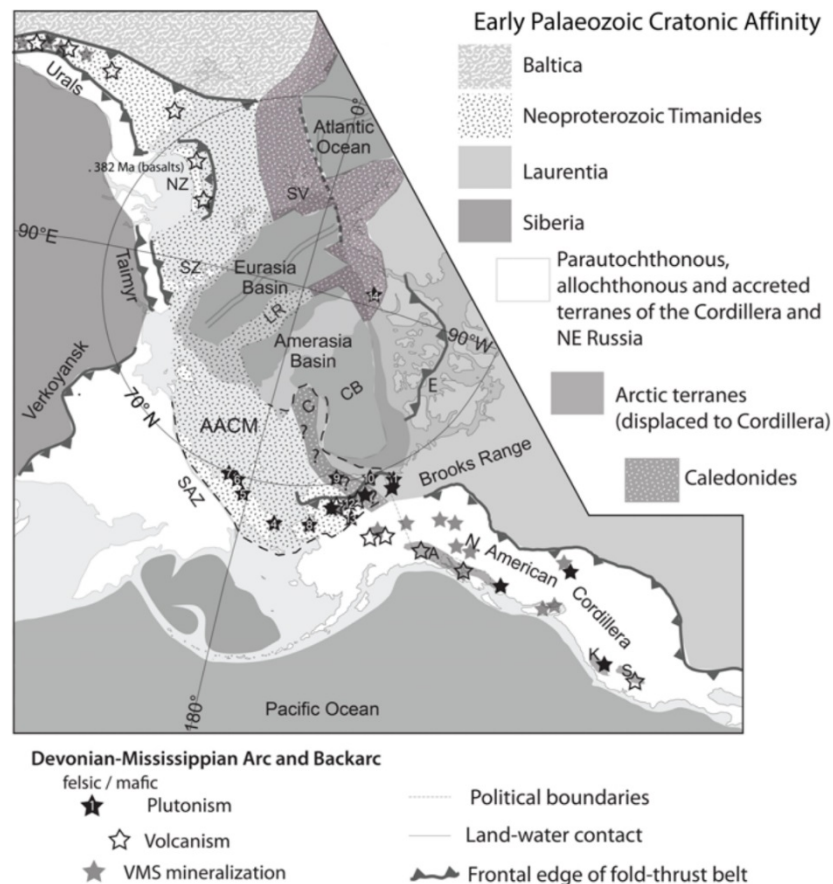 Early Palaeozoic Cratonic Affinity
Baltica
Neoproterozoic Timanides
Laurentia
Siberia
Parautochthonous,
allochthonous and accreted
terranes of the Cordillera and
NE Russia
Arctic terranes
(displaced to Cordillera)
Caledonides
Urals
. 382 Ma (basalts)
NZ
0°
Atlantic
Ocean
SV
90°E
Taimyr
SZ
Eurasia
Basin
LR
Amerasia
Basin
90°W
E
CB
C
?
?
Verkoyansk
70° N
AACM
SAZ
Brooks Range
N. American
Cordillera
A
K
S
180°
Pacific Ocean
Devonian-Mississippian Arc and Backarc
felsic / mafic
1
Plutonism
Volcanism
VMS mineralization
Political boundaries
Land-water contact
Frontal edge of fold-thrust belt